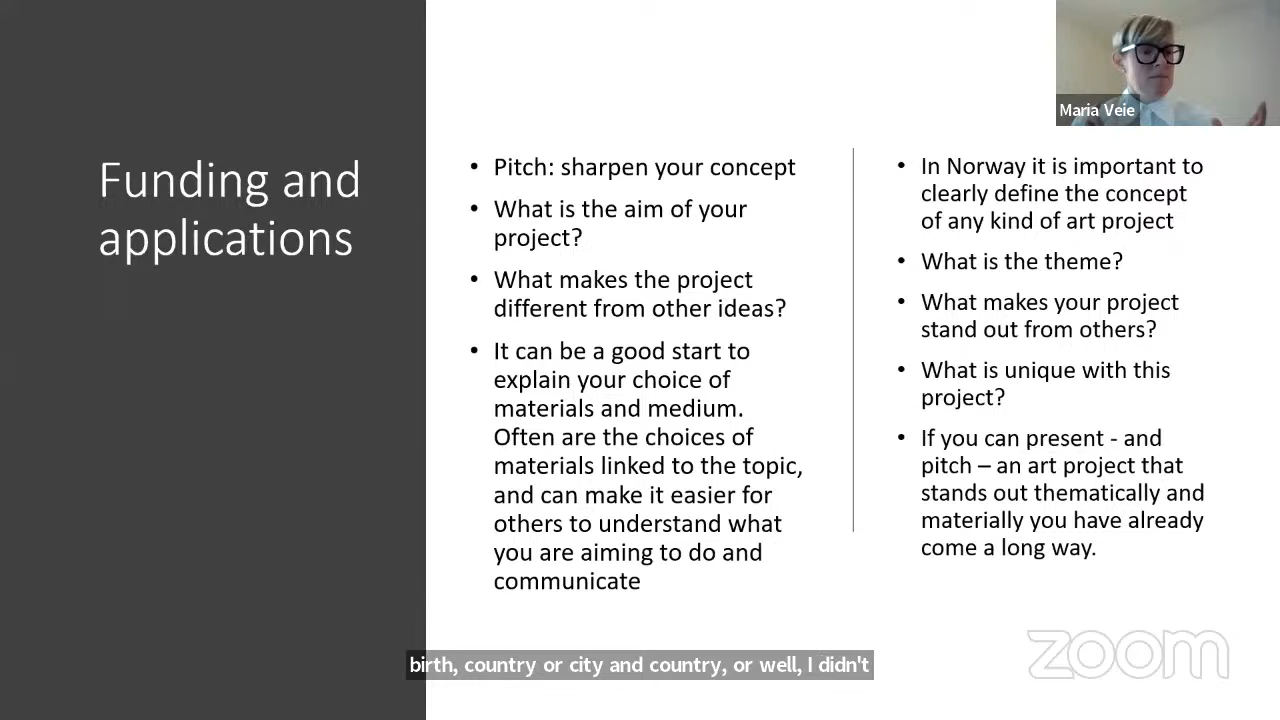 Funding and
applications
• Pitch: sharpen your concept
• What is the aim of your
project?
• What makes the project
different from other ideas?
• It can be a good start to
explain your choice of
materials and medium.
Often are the choices of
materials linked to the topic,
and can make it easier for
others to understand what
you are aiming to do and
communicate
• In Norway it is important to
clearly define the concept
of any kind of art project
• What is the theme?
• What makes your project
stand out from others?
• What is unique with this
project?
• If you can present - and
pitch – an art project that
stands out thematically and
materially you have already
come a long way.
Maria Veie
birth, country or city and country, or well, I didn't
zoom